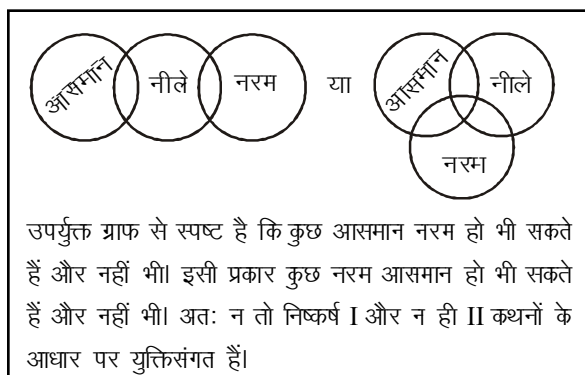 आसमान नीले नरम या आसमान नीले
नरम
उपर्युक्त ग्राफ से स्पष्ट है कि कुछ आसमान नरम हो भी सकते
हैं और नहीं भी। इसी प्रकार कुछ नरम आसमान हो भी सकते
हैं और नहीं भी। अतः न तो निष्कर्ष I और न ही II कथनों के
आधार पर युक्तिसंगत हैं।